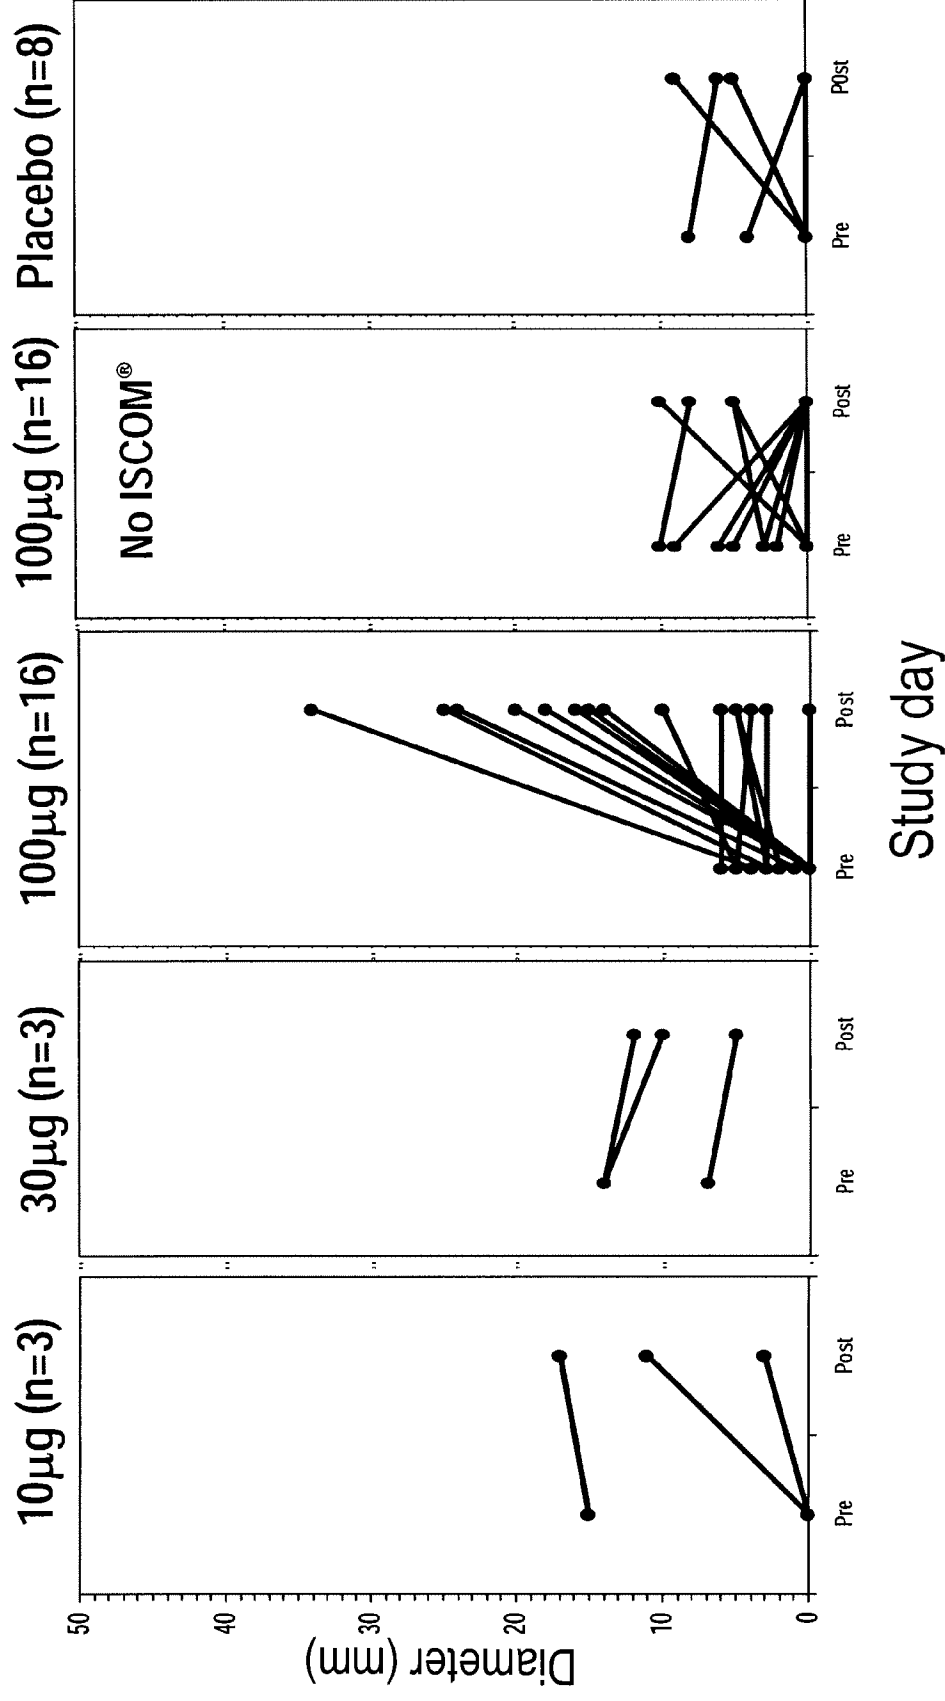 10µg (n=3)
30µg (n=3)
100µg (n=16)
100µg (n=16)
Placebo (n=8)
No ISCOM®
Diameter (mm)
50
40
30
20
10
0
Pre
Post
Pre
Post
Pre
Post
Pre
Post
Pre
P0st
Study day